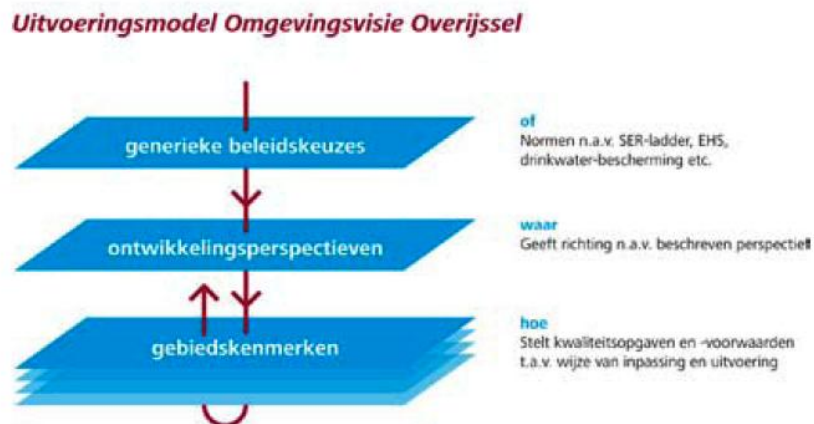 Uitvoeringsmodel Omgevingsvisie Overijssel
generieke beleidskeuzes
of
Normen n.a.v. SER-ladder, EHS,
drinkwater-bescherming etc.
ontwikkelingsperspectieven
waar
Geeft richting n.a.v. beschreven perspectief
gebiedskenmerken
hoe
Stelt kwaliteitsopgaven en -voorwaarden
t.a.v. wijze van inpassing en uitvoering